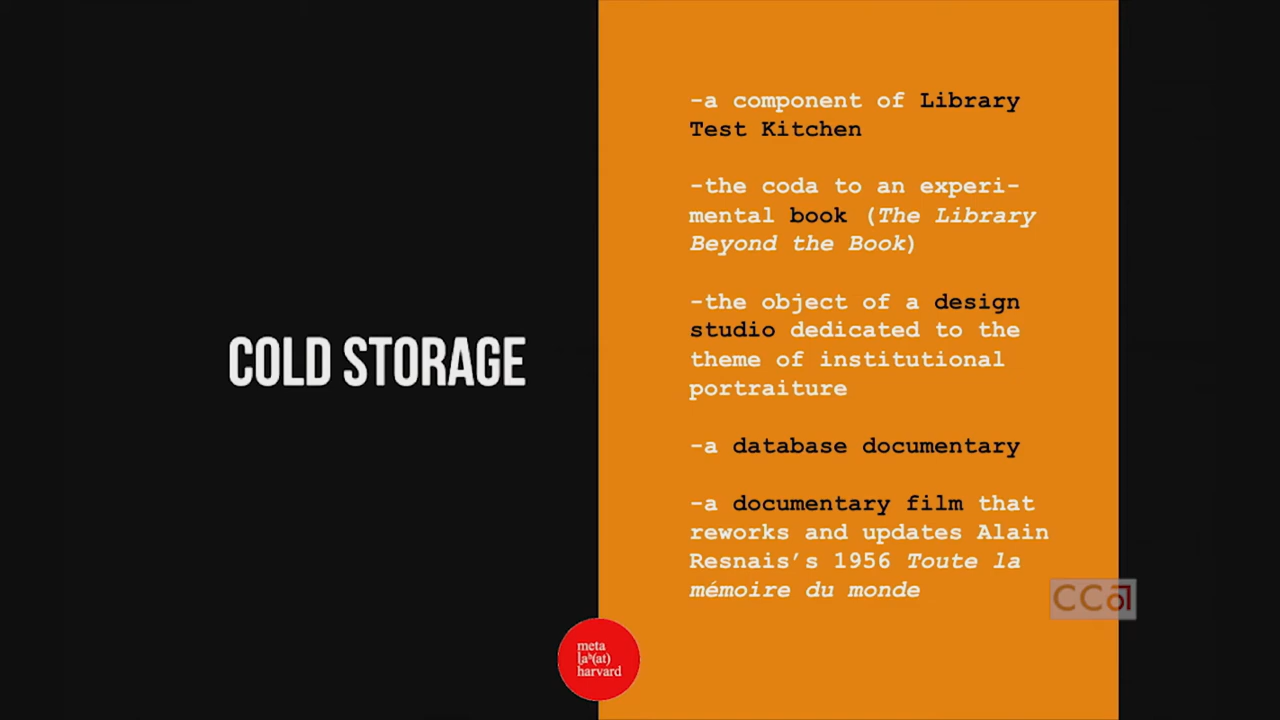 COLD STORAGE
-a component of Library
Test Kitchen
-the coda to an experi-
mental book (The Library
Beyond the Book)
-the object of a design
studio dedicated to the
theme of institutional
portraiture
-a database documentary
-a documentary film that
reworks and updates Alain
Resnais’s 1956 Toute la
mémoire du monde
meta
lab(at)
harvard
CCA